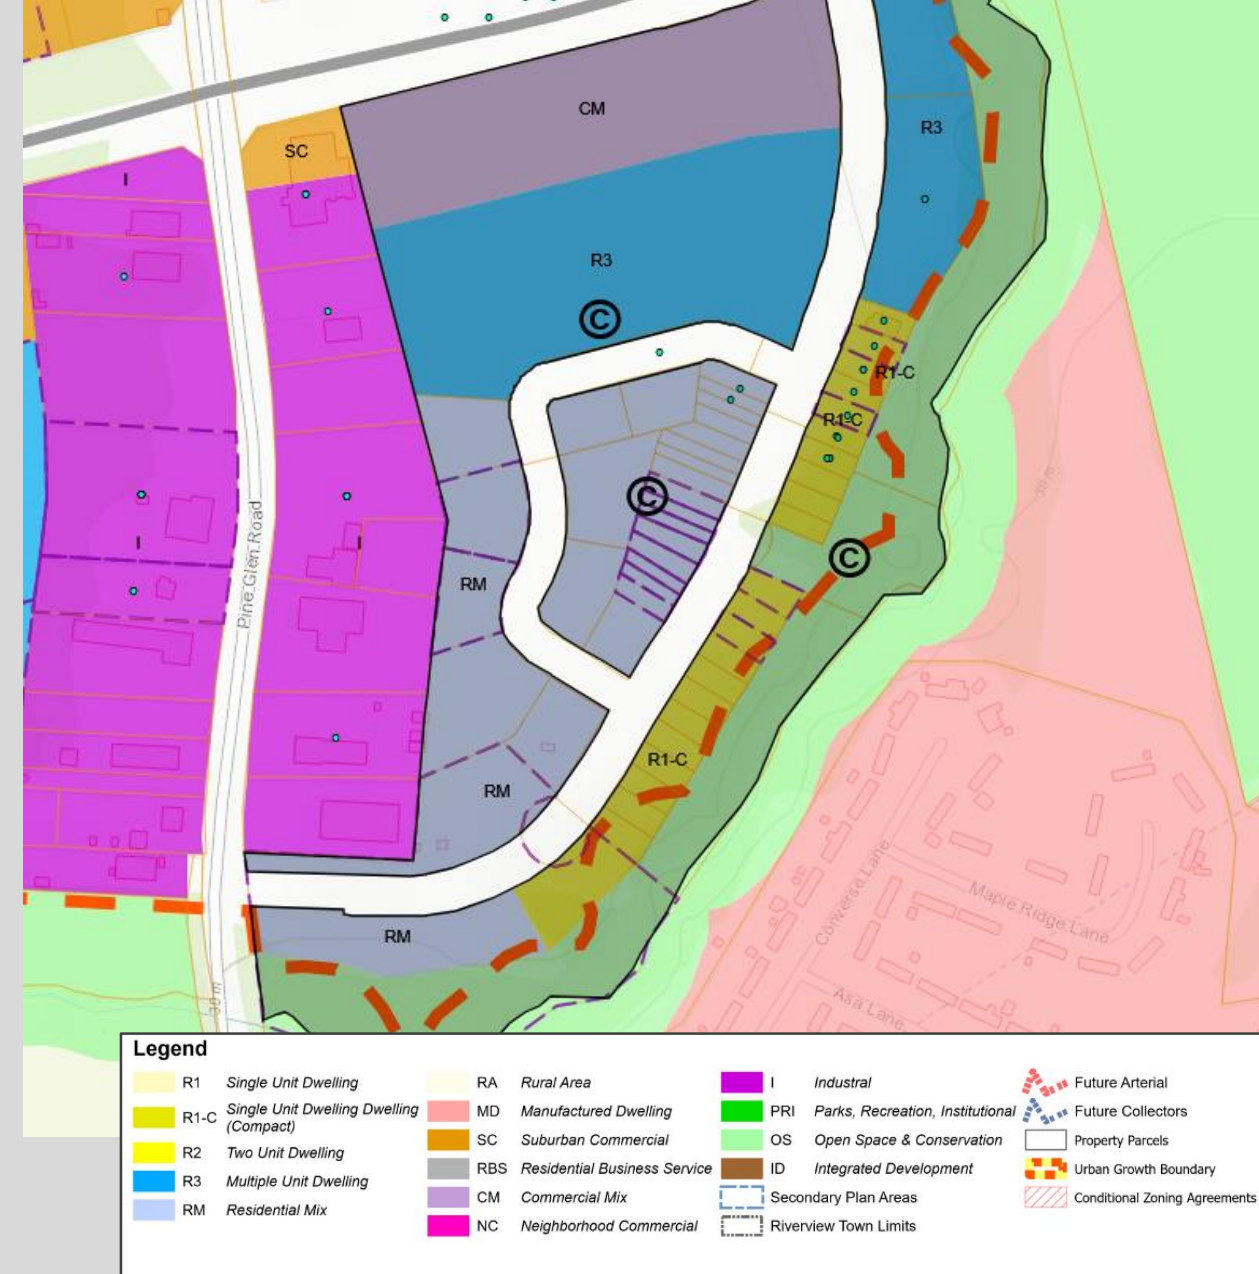 CM
R3
SC
I
R3
Ⓒ
R1-C
R1-C
Ⓒ
Pine Glen Road
I
I
Ⓒ
RM
30 m
R1-C
RM
Converse Lane
Maple Ridge Lane
RM
Asa Lane
30 m
Legend
R1 Single Unit Dwelling
R1-C Single Unit Dwelling Dwelling
(Compact)
R2 Two Unit Dwelling
R3 Multiple Unit Dwelling
RM Residential Mix
RA Rural Area
MD Manufactured Dwelling
SC Suburban Commercial
RBS Residential Business Service
CM Commercial Mix
NC Neighborhood Commercial
I Industral
PRI Parks, Recreation, Institutional
OS Open Space & Conservation
ID Integrated Development
Secondary Plan Areas
Riverview Town Limits
Future Arterial
Future Collectors
Property Parcels
Urban Growth Boundary
Conditional Zoning Agreements